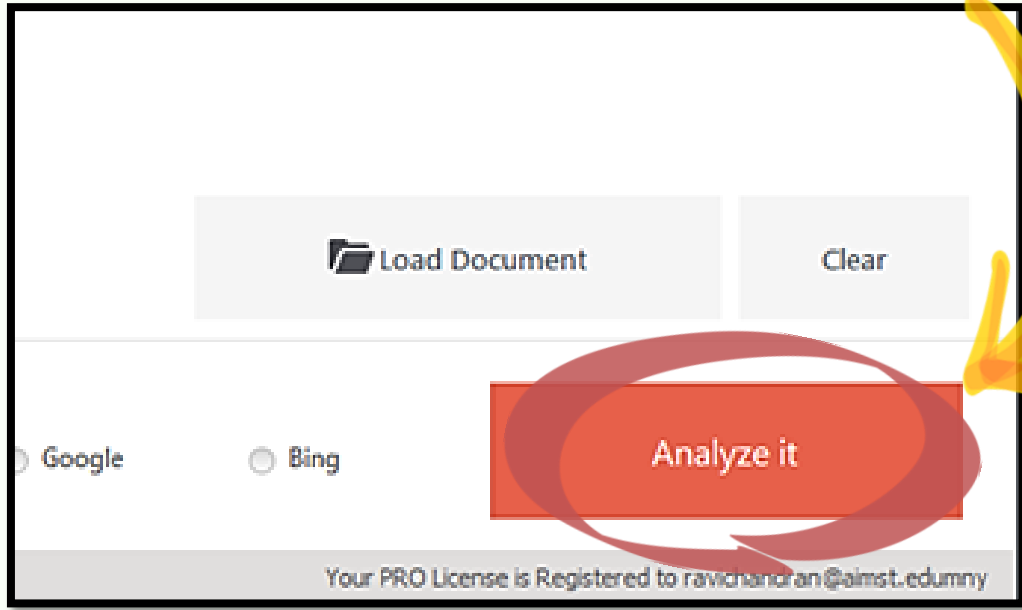 Load Document
Clear
Google
Bing
Analyze it
Your PRO License is Registered to ravichandran@aimst.edumny